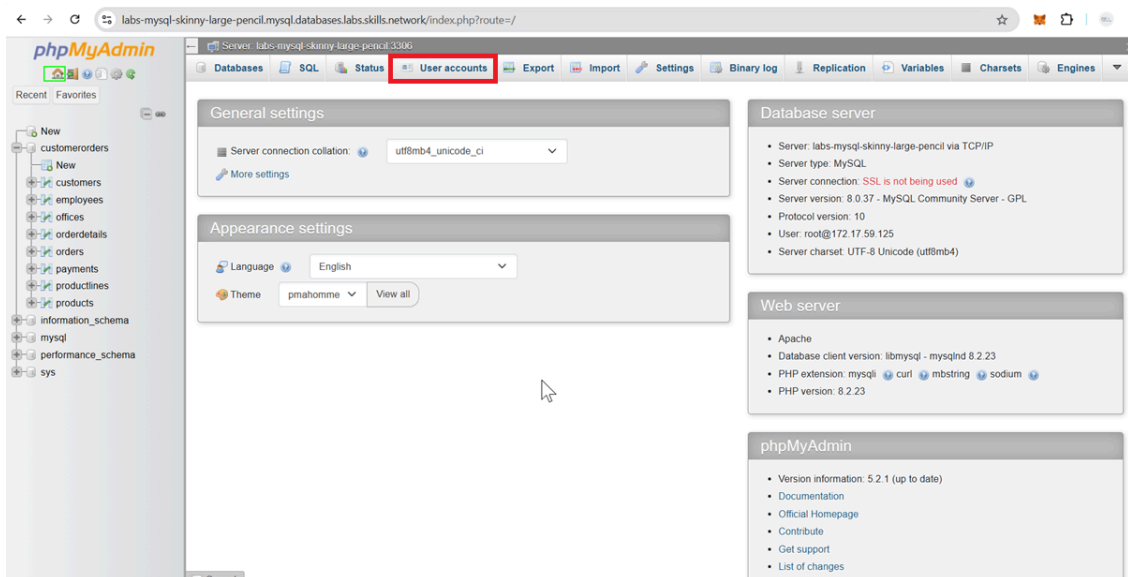 labs-mysql-skinny-large-pencil.mysql.databases.labs.skills.network/index.php?route=/
phpMyAdmin
Recent Favorites
New
customerorders
New
customers
employees
offices
orderdetails
orders
payments
productlines
products
information_schema
mysql
performance_schema
sys
Server: labs-mysql-skinny-large-pencil:3306
Databases SQL Status User accounts Export Import Settings Binary log Replication Variables Charsets Engines
General settings
Server connection collation: utf8mb4_unicode_ci
More settings
Appearance settings
Language English
Theme pmahomme View all
Database server
• Server: labs-mysql-skinny-large-pencil via TCP/IP
• Server type: MySQL
• Server connection: SSL is not being used
• Server version: 8.0.37 - MySQL Community Server - GPL
• Protocol version: 10
• User: root@172.17.59.125
• Server charset: UTF-8 Unicode (utf8mb4)
Web server
• Apache
• Database client version: libmysql - mysqlnd 8.2.23
• PHP extension: mysqli curl mbstring sodium
• PHP version: 8.2.23
phpMyAdmin
• Version information: 5.2.1 (up to date)
• Documentation
• Official Homepage
• Contribute
• Get support
• List of changes